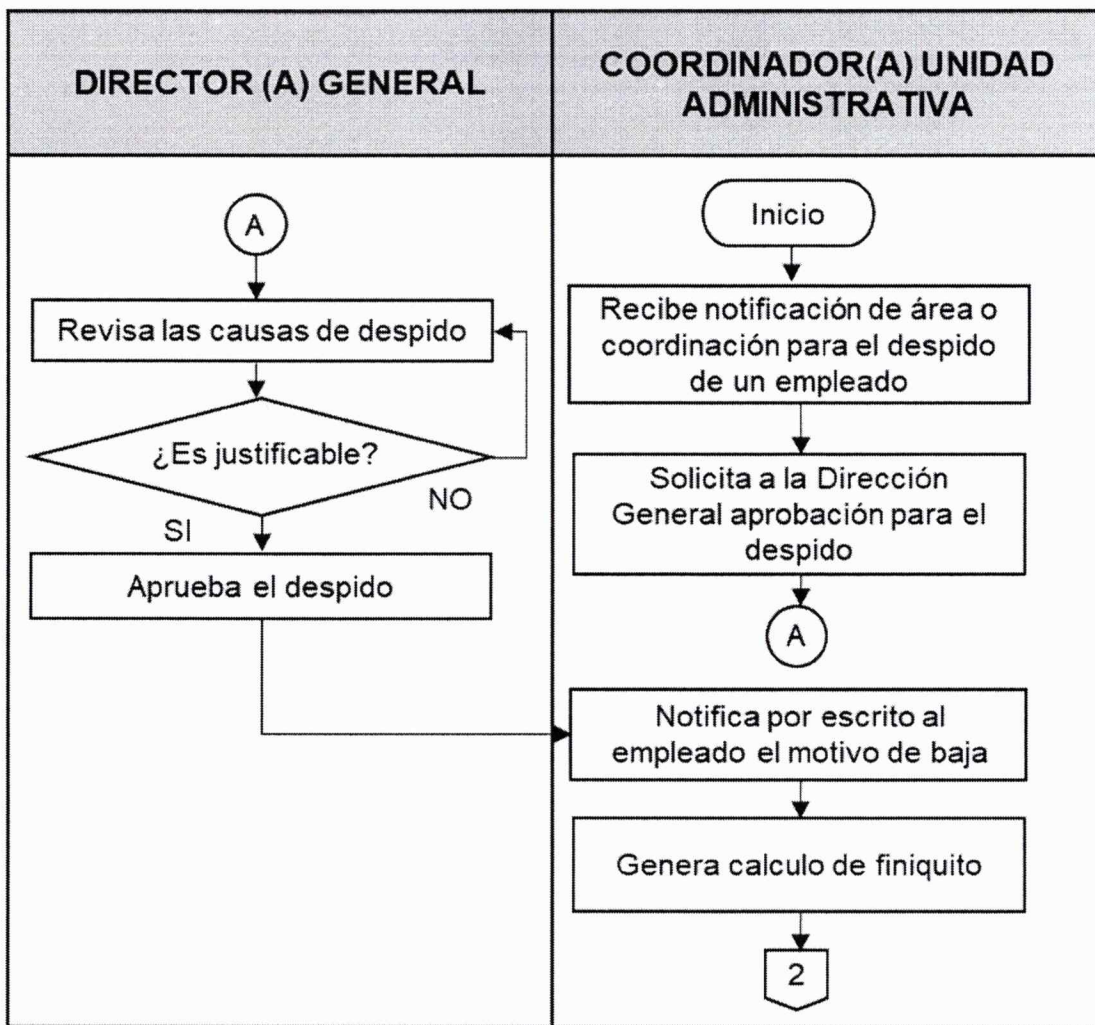 DIRECTOR (A) GENERAL
COORDINADOR(A) UNIDAD
ADMINISTRATIVA
A
Revisa las causas de despido
¿Es justificable?
NO
SI
Aprueba el despido
Inicio
Recibe notificación de área o
coordinación para el despido
de un empleado
Solicita a la Dirección
General aprobación para el
despido
A
Notifica por escrito al
empleado el motivo de baja
Genera calculo de finiquito
2